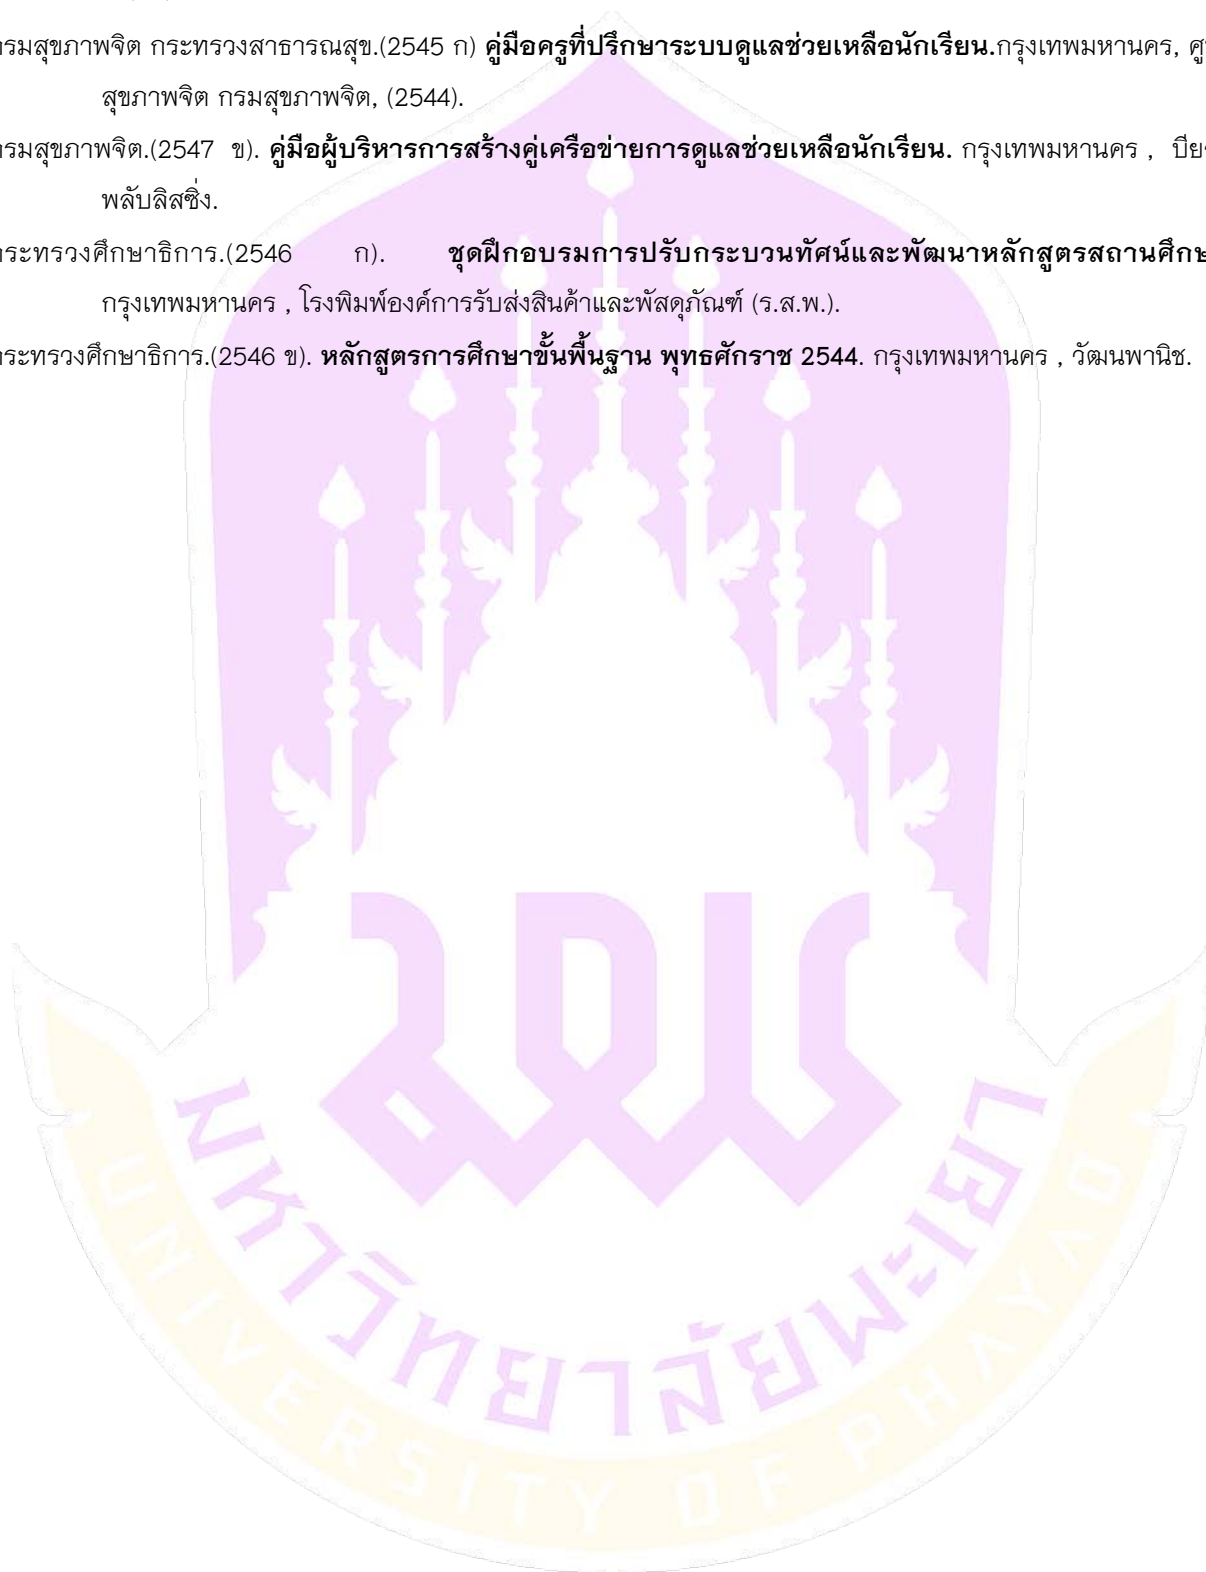 กรมสุขภาพจิต กระทรวงสาธารณสุข.(2545 ก) คู่มือครูที่ปรึกษาระบบดูแลช่วยเหลือนักเรียน.กรุงเทพมหานคร,
สุขภาพจิต กรมสุขภาพจิต, (2544).
กรมสุขภาพจิต.(2547 ข). คู่มือผู้บริหารการสร้างคู่เครือข่ายการดูแลช่วยเหลือนักเรียน. กรุงเทพมหานคร ,
พลับลิสซิ่ง.
กระทรวงศึกษาธิการ.(2546 ก). ชุดฝึกอบรมการปรับกระบวนทัศน์และพัฒนาหลักสูตรสถานศึกษ
กรุงเทพมหานคร , โรงพิมพ์องค์การรับส่งสินค้าและพัสดุภัณฑ์ (ร.ส.พ.).
กระทรวงศึกษาธิการ.(2546 ข). หลักสูตรการศึกษาขั้นพื้นฐาน พุทธศักราช 2544. กรุงเทพมหานคร , วัฒนพานิช.
มหาวิทยาลัยพะเยา
UNIVERSITY OF PHAYAO